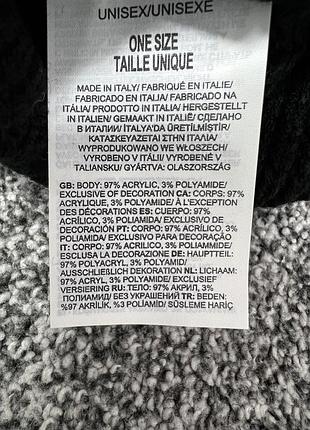 UNISEX/UNISEXE
ONE SIZE
TAILLE UNIQUE
MADE IN ITALY/ FABRIQUÉ EN ITALIE/
FABRICADO EN ITALIA/ FABRICADO NA
ITÁLIA/ PRODOTTO IN ITALIA/ HERGESTELLT
IN ITALIEN/ GEMAAKT IN ITALIË/ СДЕЛАНО
В ИТАЛИИ/ İTALYA'DA ÜRETİLMİŞTİR/
ΚΑΤΑΣΚΕΥΑΖΕΤΑΙ ΣΤΗΝ ΙΤΑΛΙΑ/
WYPRODUKOWANO WE WŁOSZECH/
VYROBENO V ITÁLII/ VYROBENÉ V
TALIANSKU/ GYÁRTVA: OLASZORSZÁG
GB: BODY: 97% ACRYLIC, 3% POLYAMIDE/
EXCLUSIVE OF DECORATION CA: CORPS: 97%
ACRYLIQUE, 3% POLYAMIDE/ À L'EXCEPTION
DES DÉCORATIONS ES: CUERPO: 97%
ACRÍLICO, 3% POLIAMIDA/ EXCLUSIVO DE
DECORACIÓN PT: CORPO: 97% ACRÍLICO, 3%
POLIAMIDA/ EXCLUSIVO PARA DECORAÇÃO
IT: CORPO: 97% ACRILICO, 3% POLIAMMIDE/
ESCLUSA LA DECORAZIONE DE: HAUPTTEIL:
97% POLYACRYL, 3% POLYAMID/
AUSSCHLIEßLICH DEKORATION NL: LICHAAM:
97% ACRYL, 3% POLYAMIDE/ EXCLUSIEF
VERSIERING RU: ТЕЛО: 97% АКРИЛ, 3%
ПОЛИАМИД/ БЕЗ УКРАШЕНИЙ TR: BEDEN:
%97 AKRİLİK, %3 POLİAMİD/ SÜSLEME HARİÇ